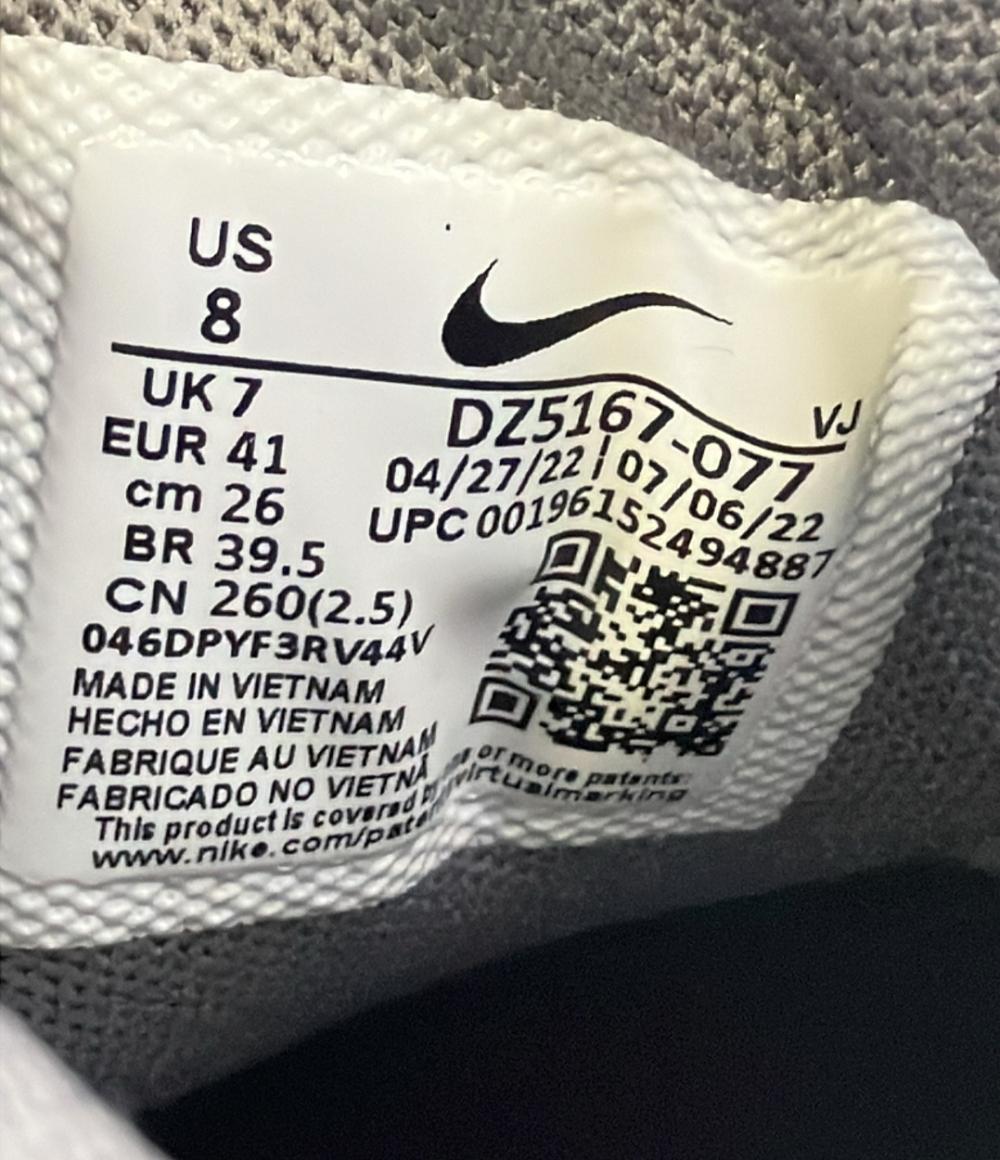 US
8
VJ
UK 7
EUR 41
cm 26
BR 39.5
CN 260(2.5)
046DPYF3RV44V
MADE IN VIETNAM
HECHO EN VIETNAM
FABRIQUE AU VIETNAM
FABRICADO NO VIETNÃ
DZ5167-077
04/27/22 | 07/06/22
UPC 00196152494887
This product is covered or more patents:
www.nike.com/pate virtualmarking